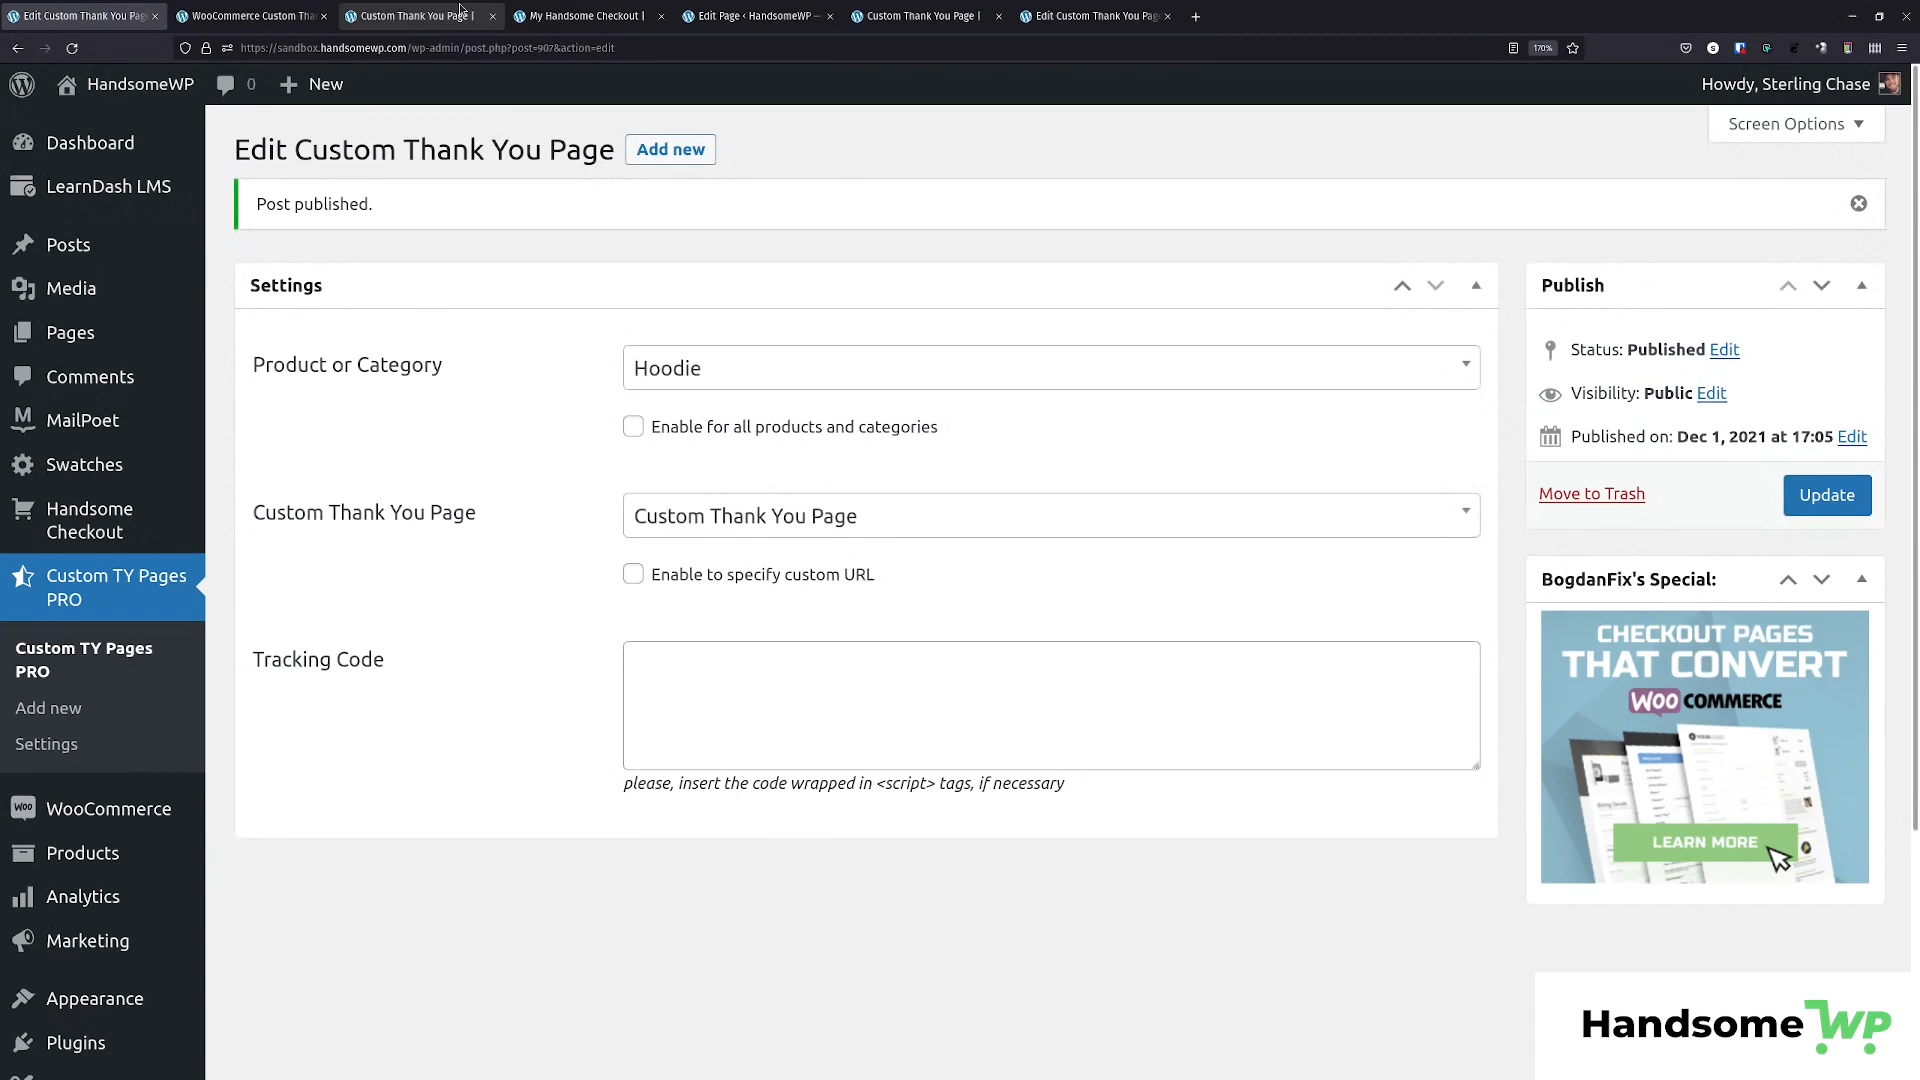 Edit Custom Thank You Page
WooCommerce Custom Tha
Custom Thank You Page |
My Handsome Checkout |
Edit Page ‹ HandsomeWP —
Custom Thank You Page |
Edit Custom Thank You Page
https://sandbox.handsomewp.com/wp-admin/post.php?post=907&action=edit
170%
HandsomeWP
0
New
Howdy, Sterling Chase
Screen Options
Dashboard
LearnDash LMS
Posts
Media
Pages
Comments
MailPoet
Swatches
Handsome
Checkout
Custom TY Pages
PRO
Custom TY Pages
PRO
Add new
Settings
WooCommerce
Products
Analytics
Marketing
Appearance
Plugins
Edit Custom Thank You Page
Add new
Post published.
Settings
Product or Category
Hoodie
Enable for all products and categories
Custom Thank You Page
Custom Thank You Page
Enable to specify custom URL
Tracking Code
please, insert the code wrapped in <script> tags, if necessary
Publish
Status: Published Edit
Visibility: Public Edit
Published on: Dec 1, 2021 at 17:05 Edit
Move to Trash
Update
BogdanFix's Special:
CHECKOUT PAGES
THAT CONVERT
WOO COMMERCE
LEARN MORE
HandsomeWP